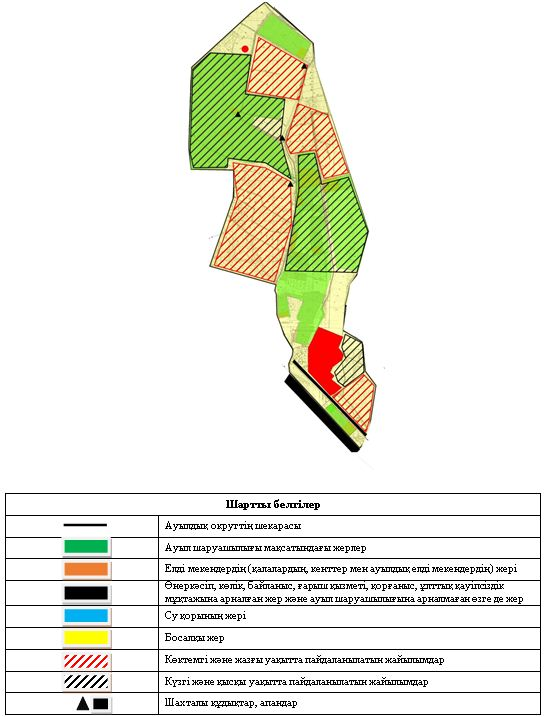 Шартты белгілер
Ауылдық округтің шекарасы
Ауыл шаруашылығы мақсатындағы жерлер
Елді мекендердің (қалалардың, кенттер мен ауылдық елді мекендердің) жері
Өнеркәсіп, көлік, байланыс, ғарыш қызметі, қорғаныс, ұлттық қауіпсіздік
мұқтажына арналған жер және ауыл шаруашылығына арналмаған өзге де жер
Су қорының жері
Босалқы жер
Көктемгі және жазғы уақытта пайдаланылатын жайылымдар
Күзгі және қысқы уақытта пайдаланылатын жайылымдар
Шахталы құдықтар, апандар